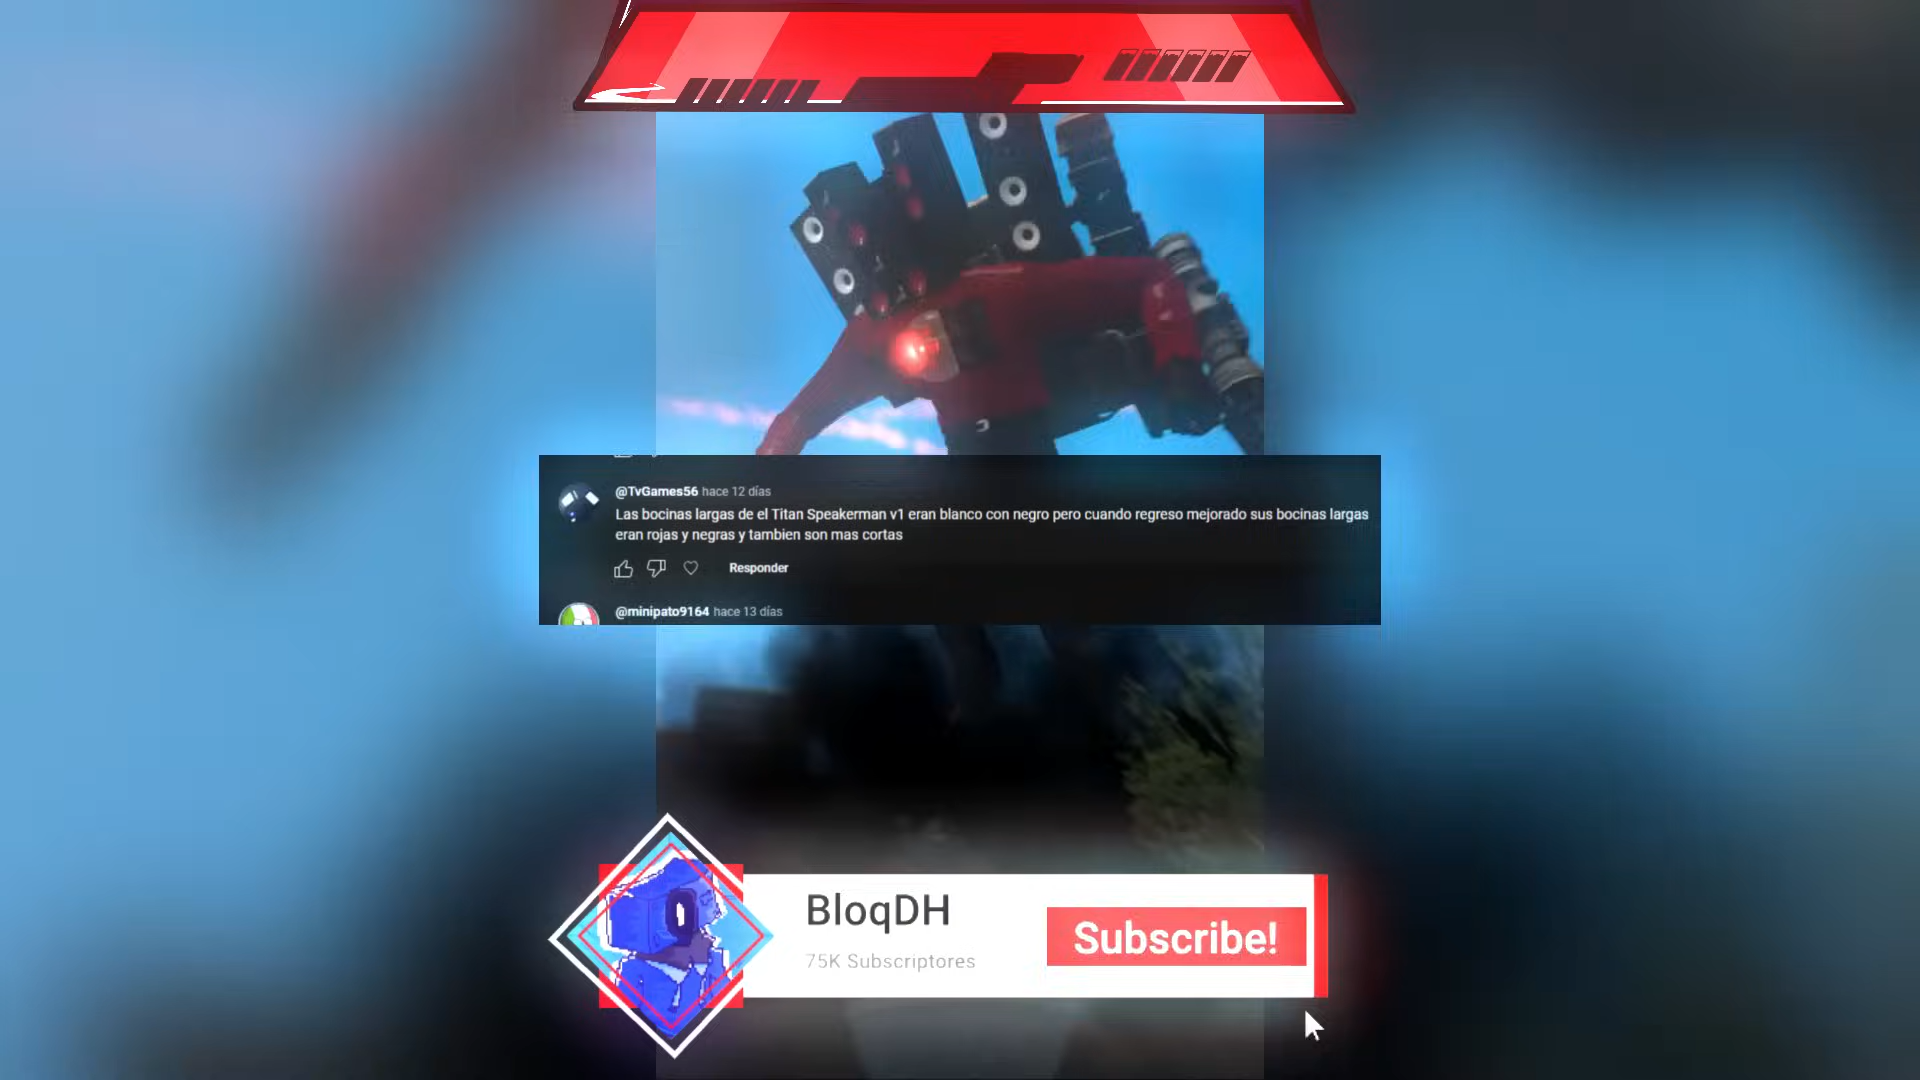 @TvGames56 hace 12 días
Las bocinas largas de el Titan Speakerman v1 eran blanco con negro pero cuando regreso mejorado sus bocinas largas
eran rojas y negras y tambien son mas cortas
Responder
@minipato9164 hace 13 días
BloqDH
75K Subscriptores
Subscribe!